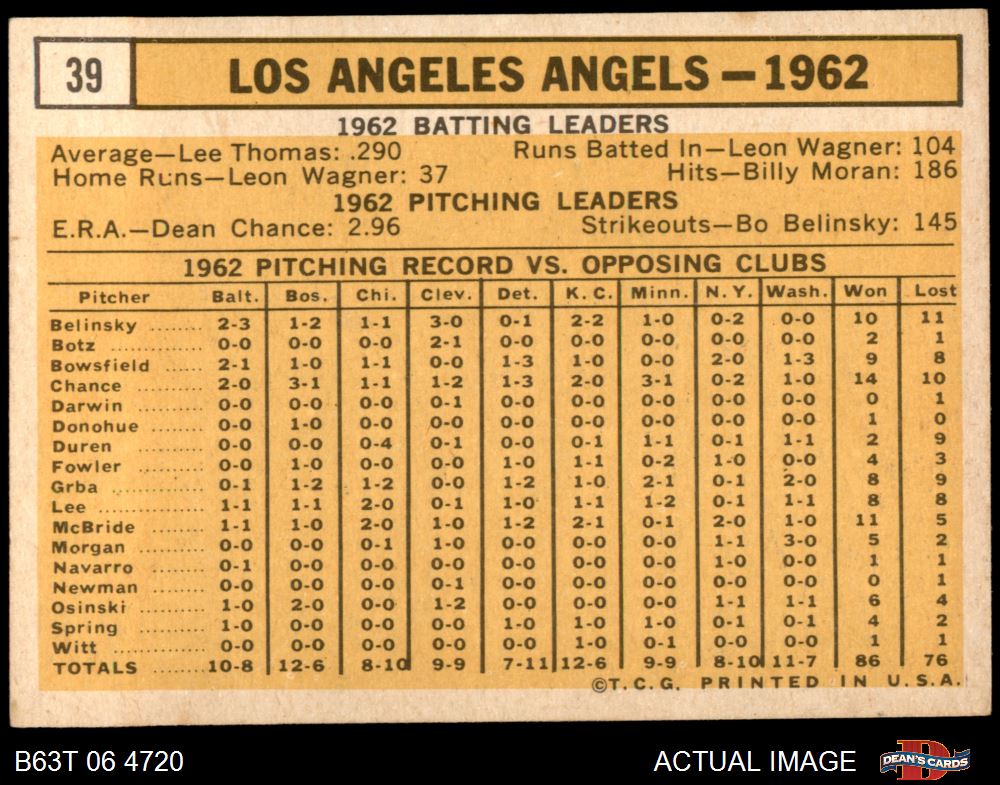 39 LOS ANGELES ANGELS — 1962
1962 BATTING LEADERS
Average—Lee Thomas: .290 Runs Batted In—Leon Wagner: 104
Home Runs—Leon Wagner: 37 Hits—Billy Moran: 186
1962 PITCHING LEADERS
E.R.A.—Dean Chance: 2.96 Strikeouts—Bo Belinsky: 145
1962 PITCHING RECORD VS. OPPOSING CLUBS
Pitcher Balt. Bos. Chi. Clev. Det. K. C. Minn. N. Y. Wash. Won Lost
Belinsky ........ 2-3 1-2 1-1 3-0 0-1 2-2 1-0 0-2 0-0 10 11
Botz .............. 0-0 0-0 0-0 2-1 0-0 0-0 0-0 0-0 0-0 2 1
Bowsfield ...... 2-1 1-0 1-1 0-0 1-3 1-0 0-0 2-0 1-3 9 8
Chance .......... 2-0 3-1 1-1 1-2 1-3 2-0 3-1 0-2 1-0 14 10
Darwin .......... 0-0 0-0 0-0 0-1 0-0 0-0 0-0 0-0 0-0 0 1
Donohue ........ 0-0 1-0 0-0 0-0 0-0 0-0 0-0 0-0 0-0 1 0
Duren ............ 0-0 0-0 0-4 0-1 0-0 0-1 1-1 0-1 1-1 2 9
Fowler .......... 0-0 1-0 0-0 0-0 1-0 1-1 0-2 1-0 0-0 4 3
Grba .............. 0-1 1-2 1-2 0-0 1-2 1-0 2-1 0-1 2-0 8 9
Lee ................ 1-1 1-1 2-0 0-1 1-0 1-1 1-2 0-1 1-1 8 8
McBride ........ 1-1 1-0 2-0 1-0 1-2 2-1 0-1 2-0 1-0 11 5
Morgan .......... 0-0 0-0 0-1 1-0 0-0 0-0 0-0 1-1 3-0 5 2
Navarro ........ 0-1 0-0 0-0 0-0 0-0 0-0 0-0 1-0 0-0 1 1
Newman ........ 0-0 0-0 0-0 0-1 0-0 0-0 0-0 0-0 0-0 0 1
Osinski .......... 1-0 2-0 0-0 1-2 0-0 0-0 0-0 1-1 1-1 6 4
Spring ............ 1-0 0-0 0-0 0-0 1-0 1-0 1-0 0-1 0-1 4 2
Witt ................ 0-0 0-0 0-0 0-0 0-0 1-0 0-1 0-0 0-0 1 1
TOTALS ........ 10-8 12-6 8-10 9-9 7-11 12-6 9-9 8-10 11-7 86 76
©T. C. G. PRINTED IN U. S. A.
B63T 06 4720 ACTUAL IMAGE D DEAN'S CARDS